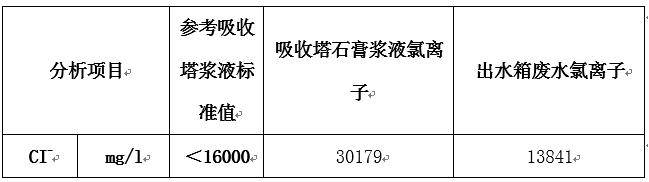 分析项目
参考吸收
塔浆液标
准值
吸收塔石膏浆液氯离
子
出水箱废水氯离子
CI⁻ mg/l ＜16000 30179 13841